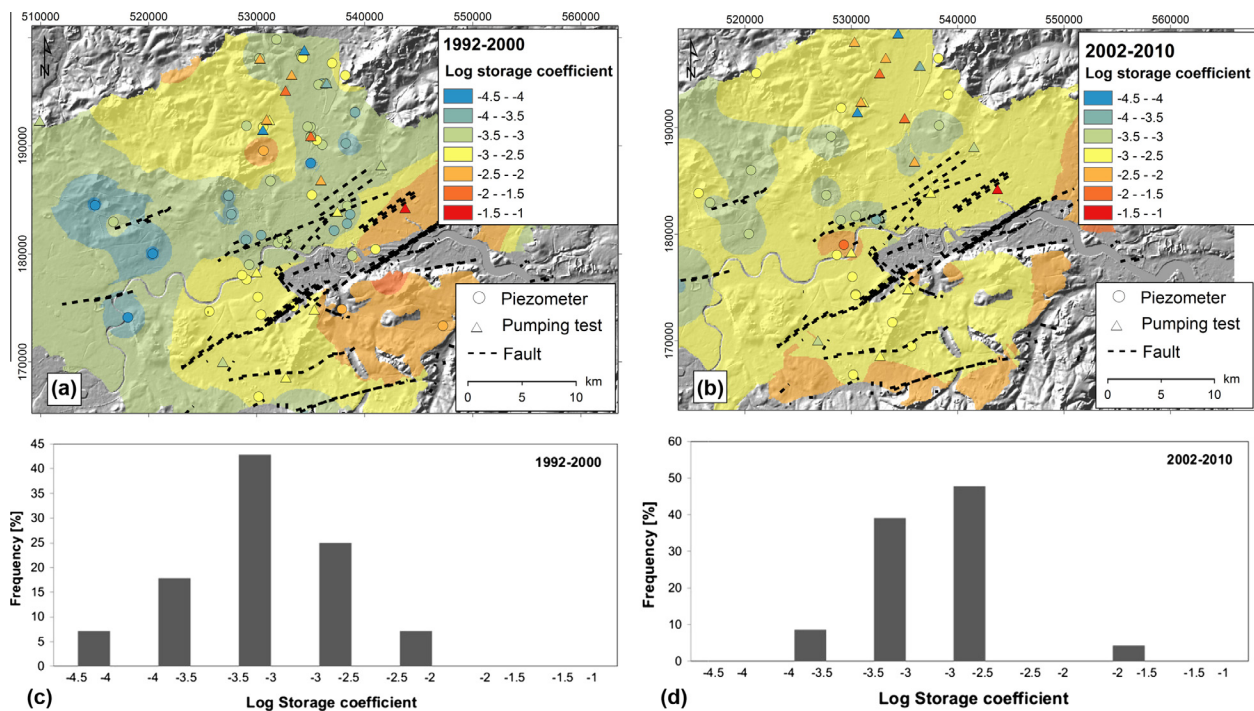 510000 520000 530000 540000 550000 560000
190000
180000
170000
N
1992-2000
Log storage coefficient
-4.5 - -4
-4 - -3.5
-3.5 - -3
-3 - -2.5
-2.5 - -2
-2 - -1.5
-1.5 - -1
Piezometer
Pumping test
Fault
km
0 5 10
(a)
520000 530000 540000 550000 560000
190000
180000
170000
N
2002-2010
Log storage coefficient
-4.5 - -4
-4 - -3.5
-3.5 - -3
-3 - -2.5
-2.5 - -2
-2 - -1.5
-1.5 - -1
Piezometer
Pumping test
Fault
km
0 5 10
(b)
1992-2000
Frequency [%]
45
40
35
30
25
20
15
10
5
0
-4.5 -4 -4 -3.5 -3.5 -3 -3 -2.5 -2.5 -2 -2 -1.5 -1.5 -1
Log Storage coefficient
(c)
2002-2010
Frequency [%]
60
50
40
30
20
10
0
-4.5 -4 -4 -3.5 -3.5 -3 -3 -2.5 -2.5 -2 -2 -1.5 -1.5 -1
Log Storage coefficient
(d)